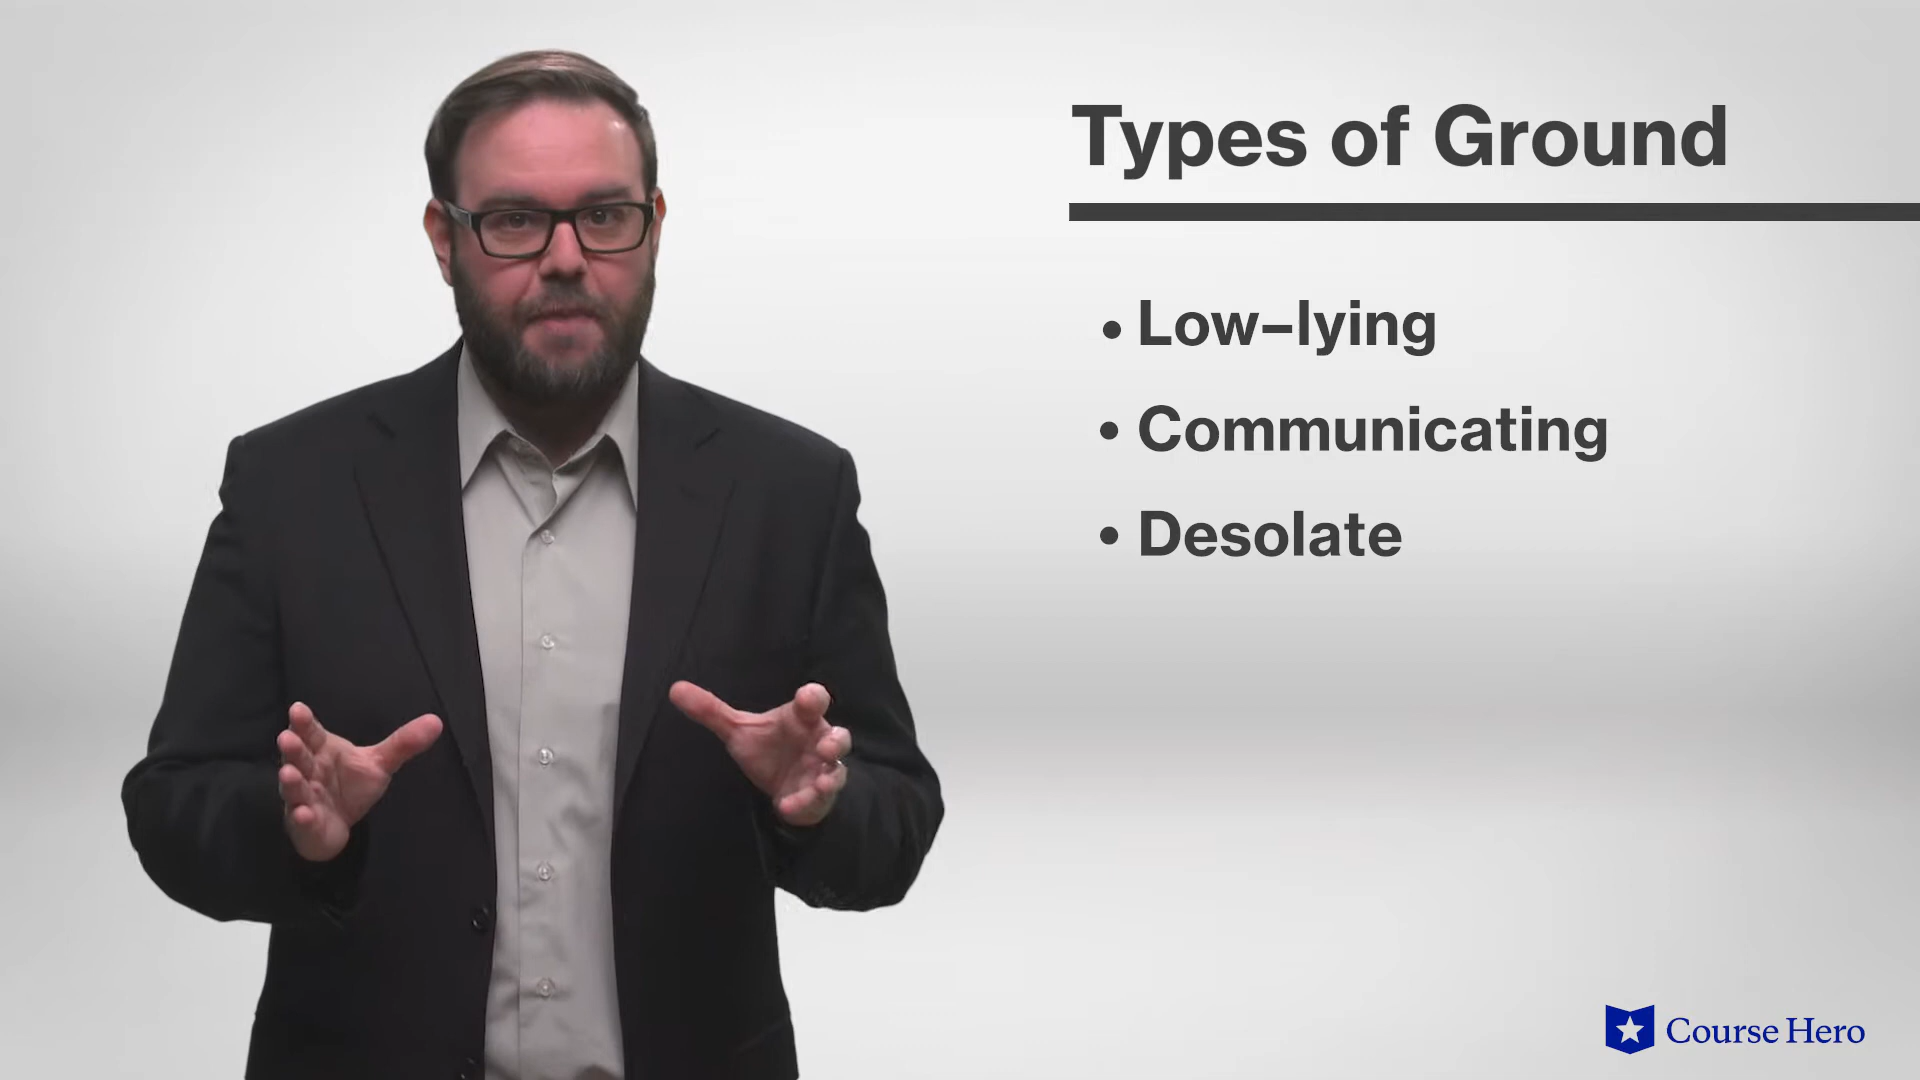 Types of Ground
• Low–lying
• Communicating
• Desolate
Course Hero